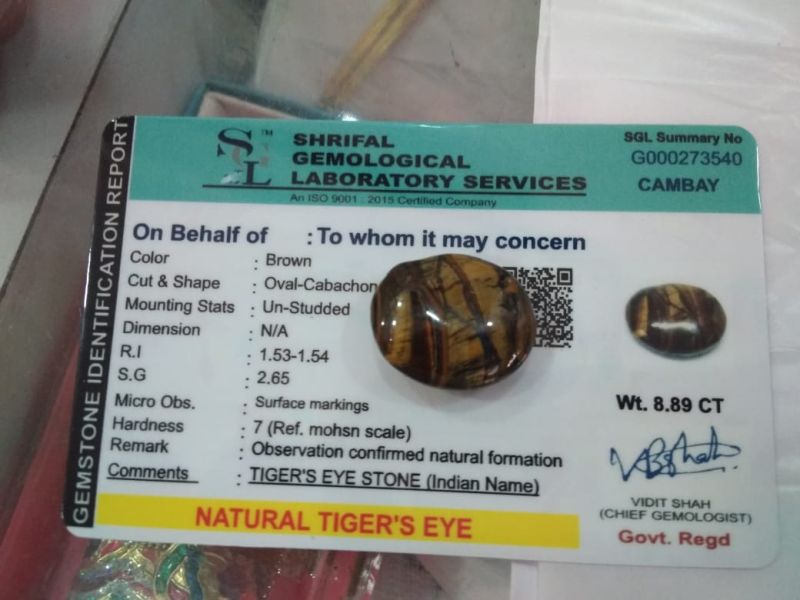 GEMSTONE IDENTIFICATION REPORT
SGL™
SHRIFAL
GEMOLOGICAL
LABORATORY SERVICES
An ISO 9001 : 2015 Certified Company
SGL Summary No
G000273540
CAMBAY
On Behalf of : To whom it may concern
Color : Brown
Cut & Shape : Oval-Cabachon
Mounting Stats : Un-Studded
Dimension : N/A
R.I : 1.53-1.54
S.G : 2.65
Micro Obs. : Surface markings
Hardness : 7 (Ref. mohsn scale)
Remark : Observation confirmed natural formation
Comments : TIGER'S EYE STONE (Indian Name)
NATURAL TIGER'S EYE
Wt. 8.89 CT
VIDIT SHAH
(CHIEF GEMOLOGIST)
Govt. Regd